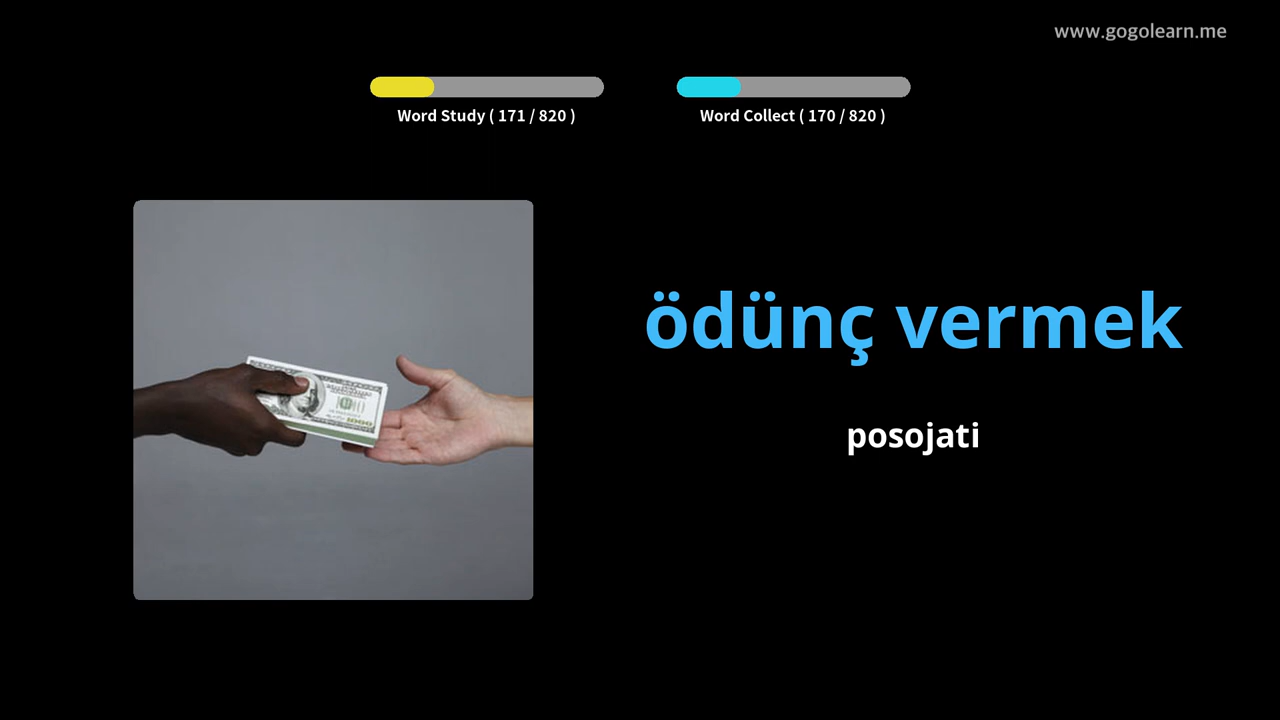 www.gogolearn.me
Word Study ( 171 / 820 )
Word Collect ( 170 / 820 )
ödünç vermek
posojati